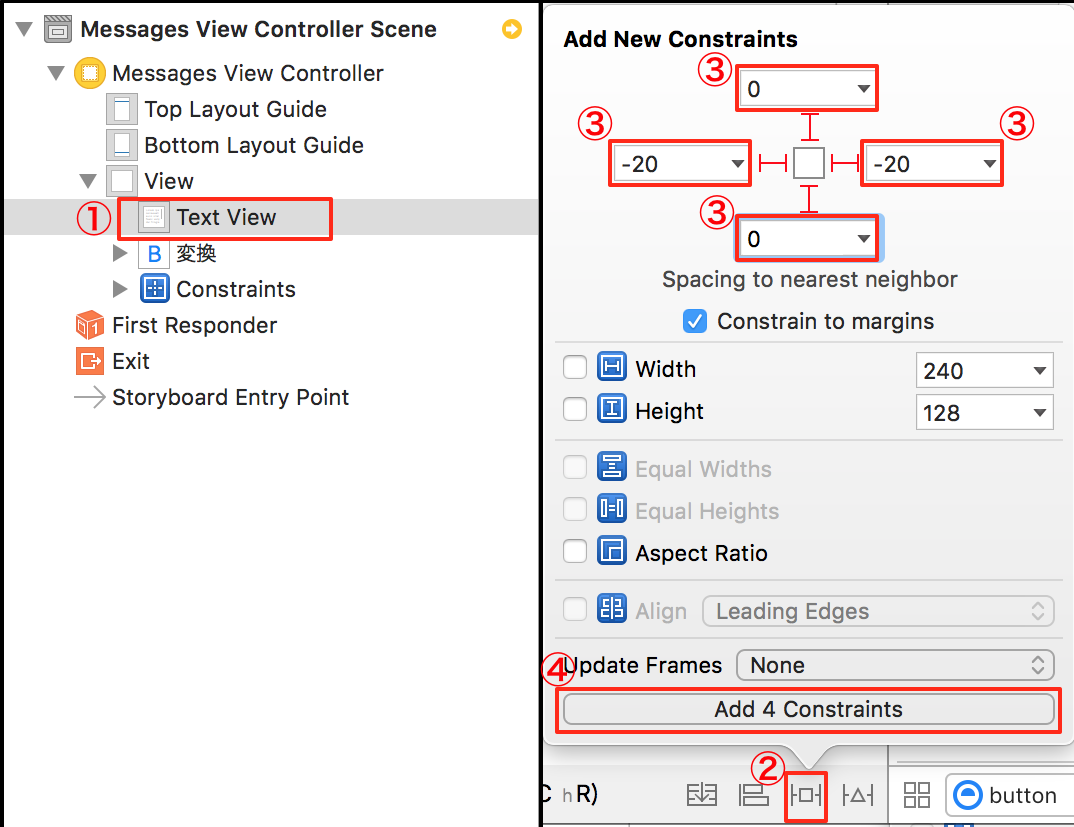 Messages View Controller Scene
Messages View Controller
Top Layout Guide
Bottom Layout Guide
View
① Text View
B 変換
Constraints
First Responder
Exit
Storyboard Entry Point
Add New Constraints
③ 0
③ -20
③ -20
③ 0
Spacing to nearest neighbor
Constrain to margins
Width 240
Height 128
Equal Widths
Equal Heights
Aspect Ratio
Align Leading Edges
④ Update Frames None
Add 4 Constraints
②
C hR)
button